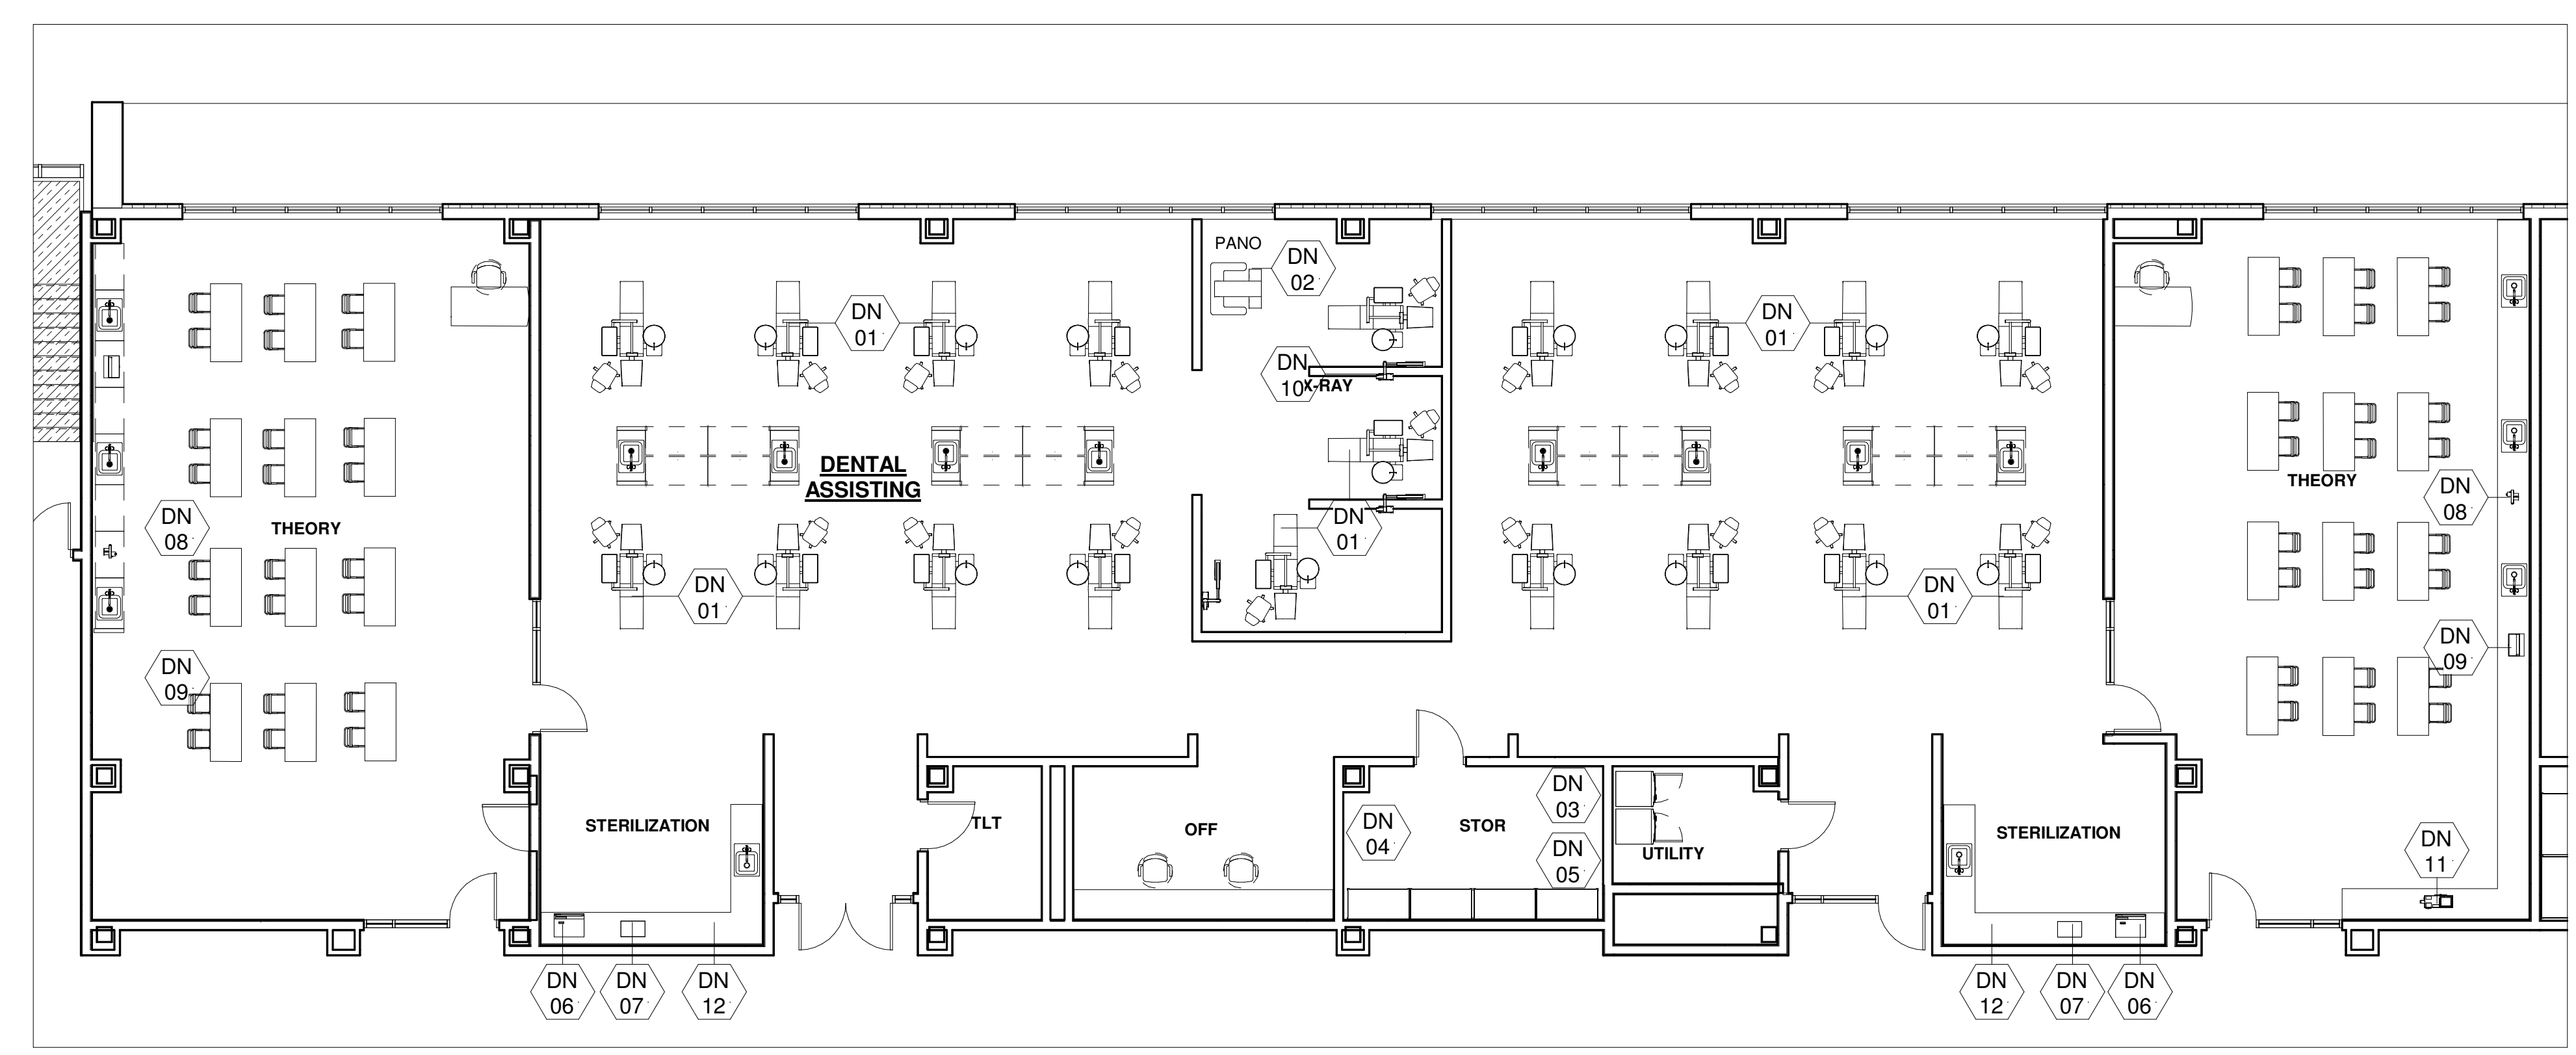 PANO
DN
02
DN
01
DN
01
DN
10
X-RAY
DENTAL
ASSISTING
THEORY
DN
08
THEORY
DN
08
DN
01
DN
01
DN
01
DN
09
DN
09
STERILIZATION
TLT
OFF
DN
04
STOR
DN
03
DN
05
UTILITY
STERILIZATION
DN
11
DN
06
DN
07
DN
12
DN
12
DN
07
DN
06